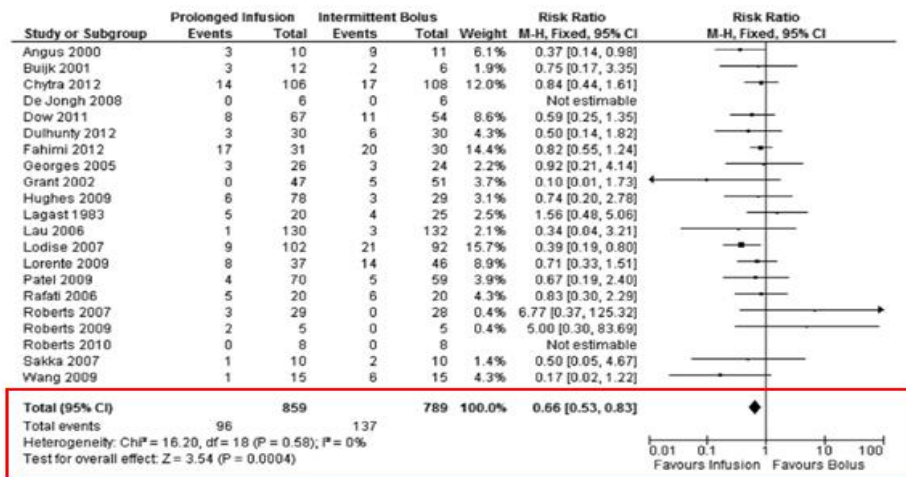 Prolonged Infusion Intermittent Bolus Risk Ratio Risk Ratio
Study or Subgroup Events Total Events Total Weight M-H, Fixed, 95% CI M-H, Fixed, 95% CI
Angus 2000 3 10 9 11 6.1% 0.37 [0.14, 0.98]
Buijk 2001 3 12 2 6 1.9% 0.75 [0.17, 3.35]
Chytra 2012 14 106 17 108 12.0% 0.84 [0.44, 1.61]
De Jongh 2008 0 6 0 6 Not estimable
Dow 2011 8 67 11 54 8.6% 0.59 [0.25, 1.35]
Dulhunty 2012 3 30 6 30 4.3% 0.50 [0.14, 1.82]
Fahimi 2012 17 31 20 30 14.4% 0.82 [0.55, 1.24]
Georges 2005 3 26 3 24 2.2% 0.92 [0.21, 4.14]
Grant 2002 0 47 5 51 3.7% 0.10 [0.01, 1.73]
Hughes 2009 6 78 3 29 3.1% 0.74 [0.20, 2.78]
Lagast 1983 5 20 4 25 2.5% 1.56 [0.48, 5.06]
Lau 2006 1 130 3 132 2.1% 0.34 [0.04, 3.21]
Lodise 2007 9 102 21 92 15.7% 0.39 [0.19, 0.80]
Lorente 2009 8 37 14 46 8.9% 0.71 [0.33, 1.51]
Patel 2009 4 70 5 59 3.9% 0.67 [0.19, 2.40]
Rafati 2006 5 20 6 20 4.3% 0.83 [0.30, 2.29]
Roberts 2007 3 29 0 28 0.4% 6.77 [0.37, 125.32]
Roberts 2009 2 5 0 5 0.4% 5.00 [0.30, 83.69]
Roberts 2010 0 8 0 8 Not estimable
Sakka 2007 1 10 2 10 1.4% 0.50 [0.05, 4.67]
Wang 2009 1 15 6 15 4.3% 0.17 [0.02, 1.22]
Total (95% CI) 859 789 100.0% 0.66 [0.53, 0.83]
Total events 96 137
Heterogeneity: Chi² = 16.20, df = 18 (P = 0.58); I² = 0%
Test for overall effect: Z = 3.54 (P = 0.0004)
0.01 0.1 1 10 100
Favours Infusion Favours Bolus